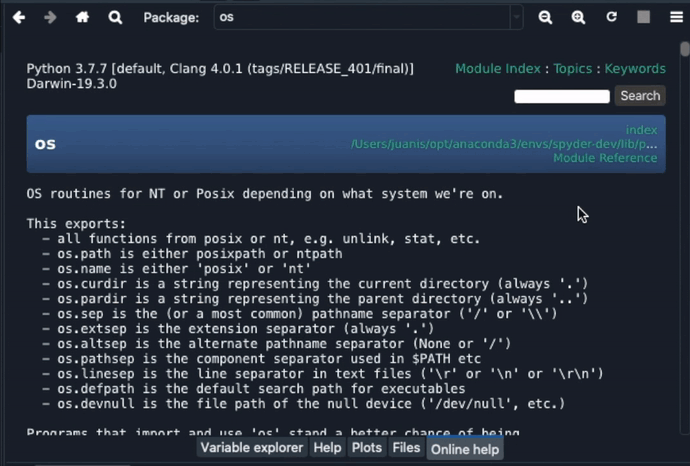 Package: os
Python 3.7.7 [default, Clang 4.0.1 (tags/RELEASE_401/final)]
Darwin-19.3.0
Module Index : Topics : Keywords
Search
os
index
/Users/juanis/opt/anaconda3/envs/spyder-dev/lib/p...
Module Reference
OS routines for NT or Posix depending on what system we're on.
This exports:
- all functions from posix or nt, e.g. unlink, stat, etc.
- os.path is either posixpath or ntpath
- os.name is either 'posix' or 'nt'
- os.curdir is a string representing the current directory (always '.')
- os.pardir is a string representing the parent directory (always '..')
- os.sep is the (or a most common) pathname separator ('/' or '\\')
- os.extsep is the extension separator (always '.')
- os.altsep is the alternate pathname separator (None or '/')
- os.pathsep is the component separator used in $PATH etc
- os.linesep is the line separator in text files ('\r' or '\n' or '\r\n')
- os.defpath is the default search path for executables
- os.devnull is the file path of the null device ('/dev/null', etc.)
Programs that import and use 'os' stand a better chance of being
Variable explorer Help Plots Files Online help